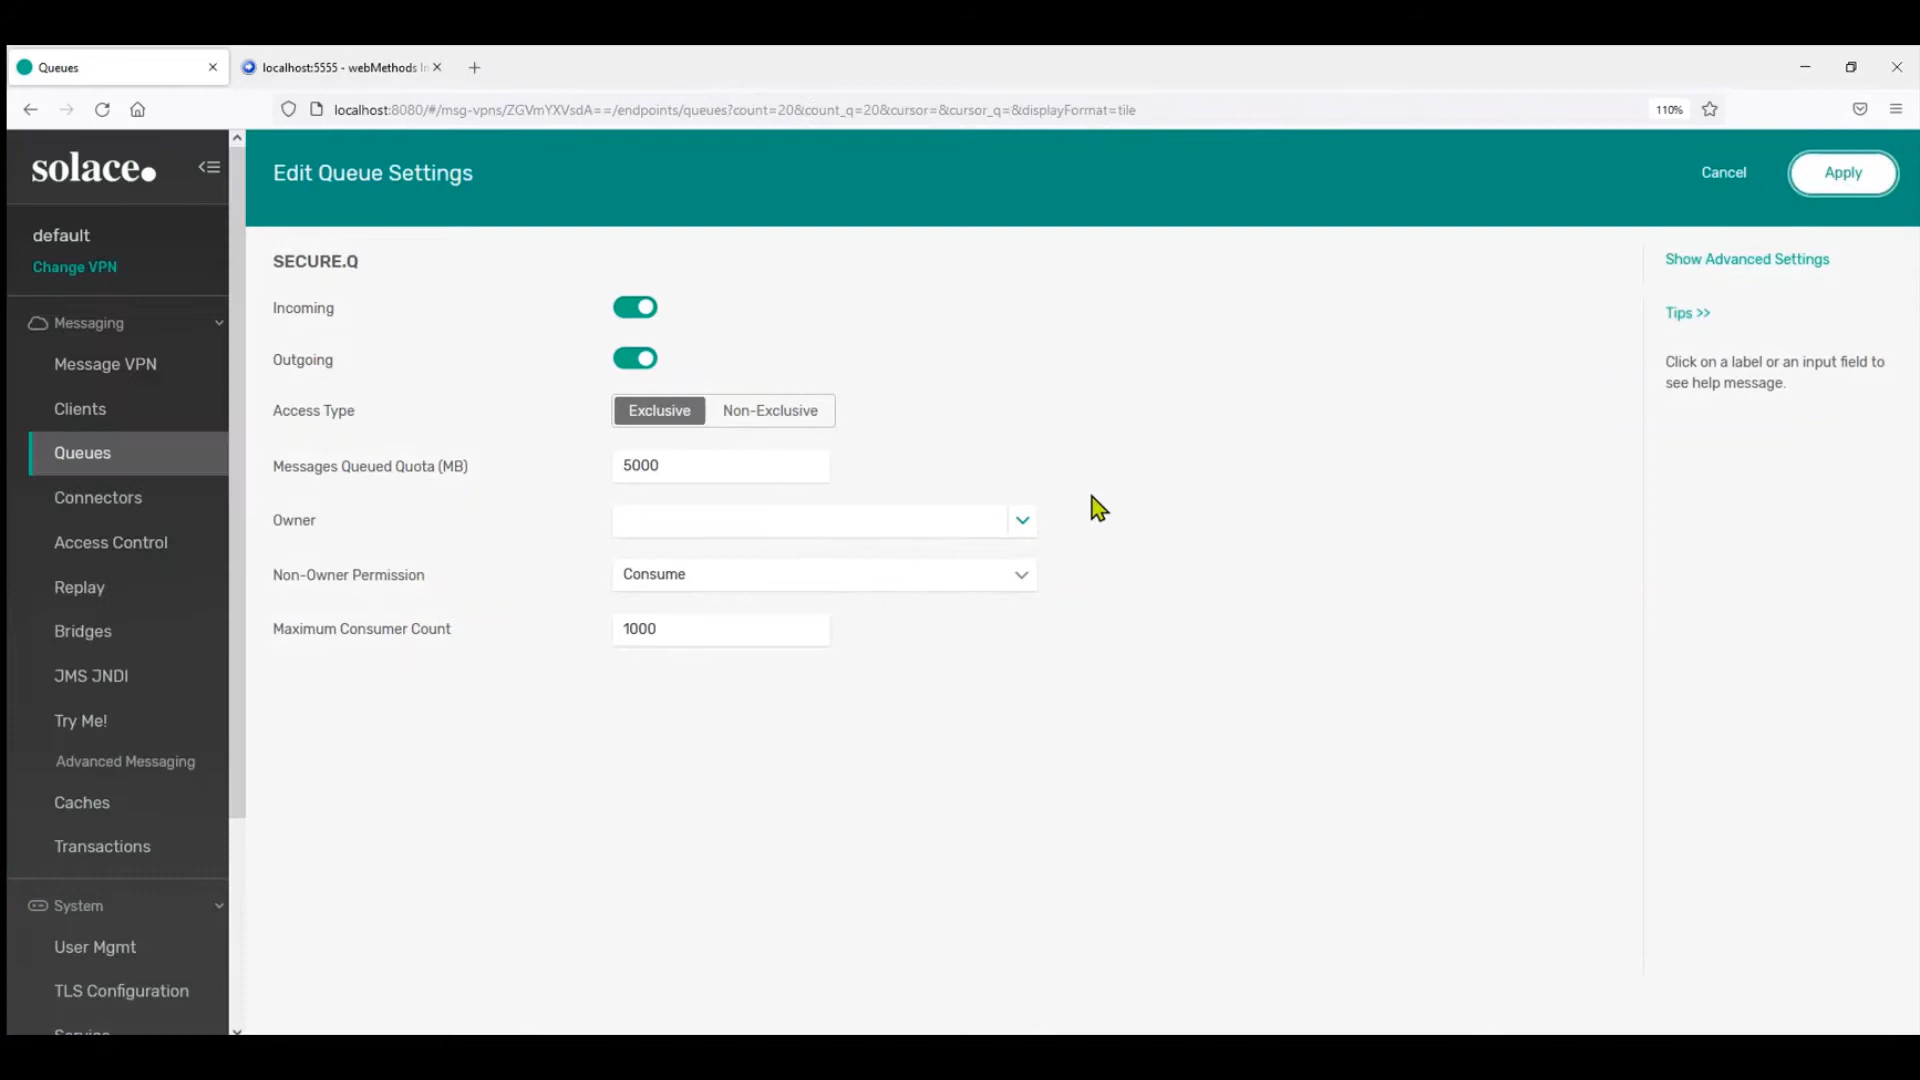 Queues
localhost:5555 - webMethods In
localhost:8080/#/msg-vpns/ZGVmYXVsdA==/endpoints/queues?count=20&count_q=20&cursor=&cursor_q=&displayFormat=tile
110%
solace.
default
Change VPN
Messaging
Message VPN
Clients
Queues
Connectors
Access Control
Replay
Bridges
JMS JNDI
Try Me!
Advanced Messaging
Caches
Transactions
System
User Mgmt
TLS Configuration
Edit Queue Settings
Cancel
Apply
SECURE.Q
Incoming
Outgoing
Access Type
Exclusive Non-Exclusive
Messages Queued Quota (MB)
5000
Owner
Non-Owner Permission
Consume
Maximum Consumer Count
1000
Show Advanced Settings
Tips >>
Click on a label or an input field to
see help message.